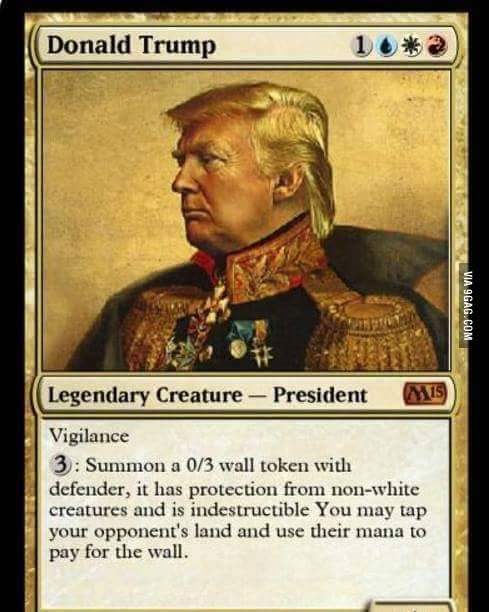 Donald Trump 1
VIA 9GAG.COM
Legendary Creature — President M15
Vigilance
3: Summon a 0/3 wall token with
defender, it has protection from non-white
creatures and is indestructible You may tap
your opponent's land and use their mana to
pay for the wall.